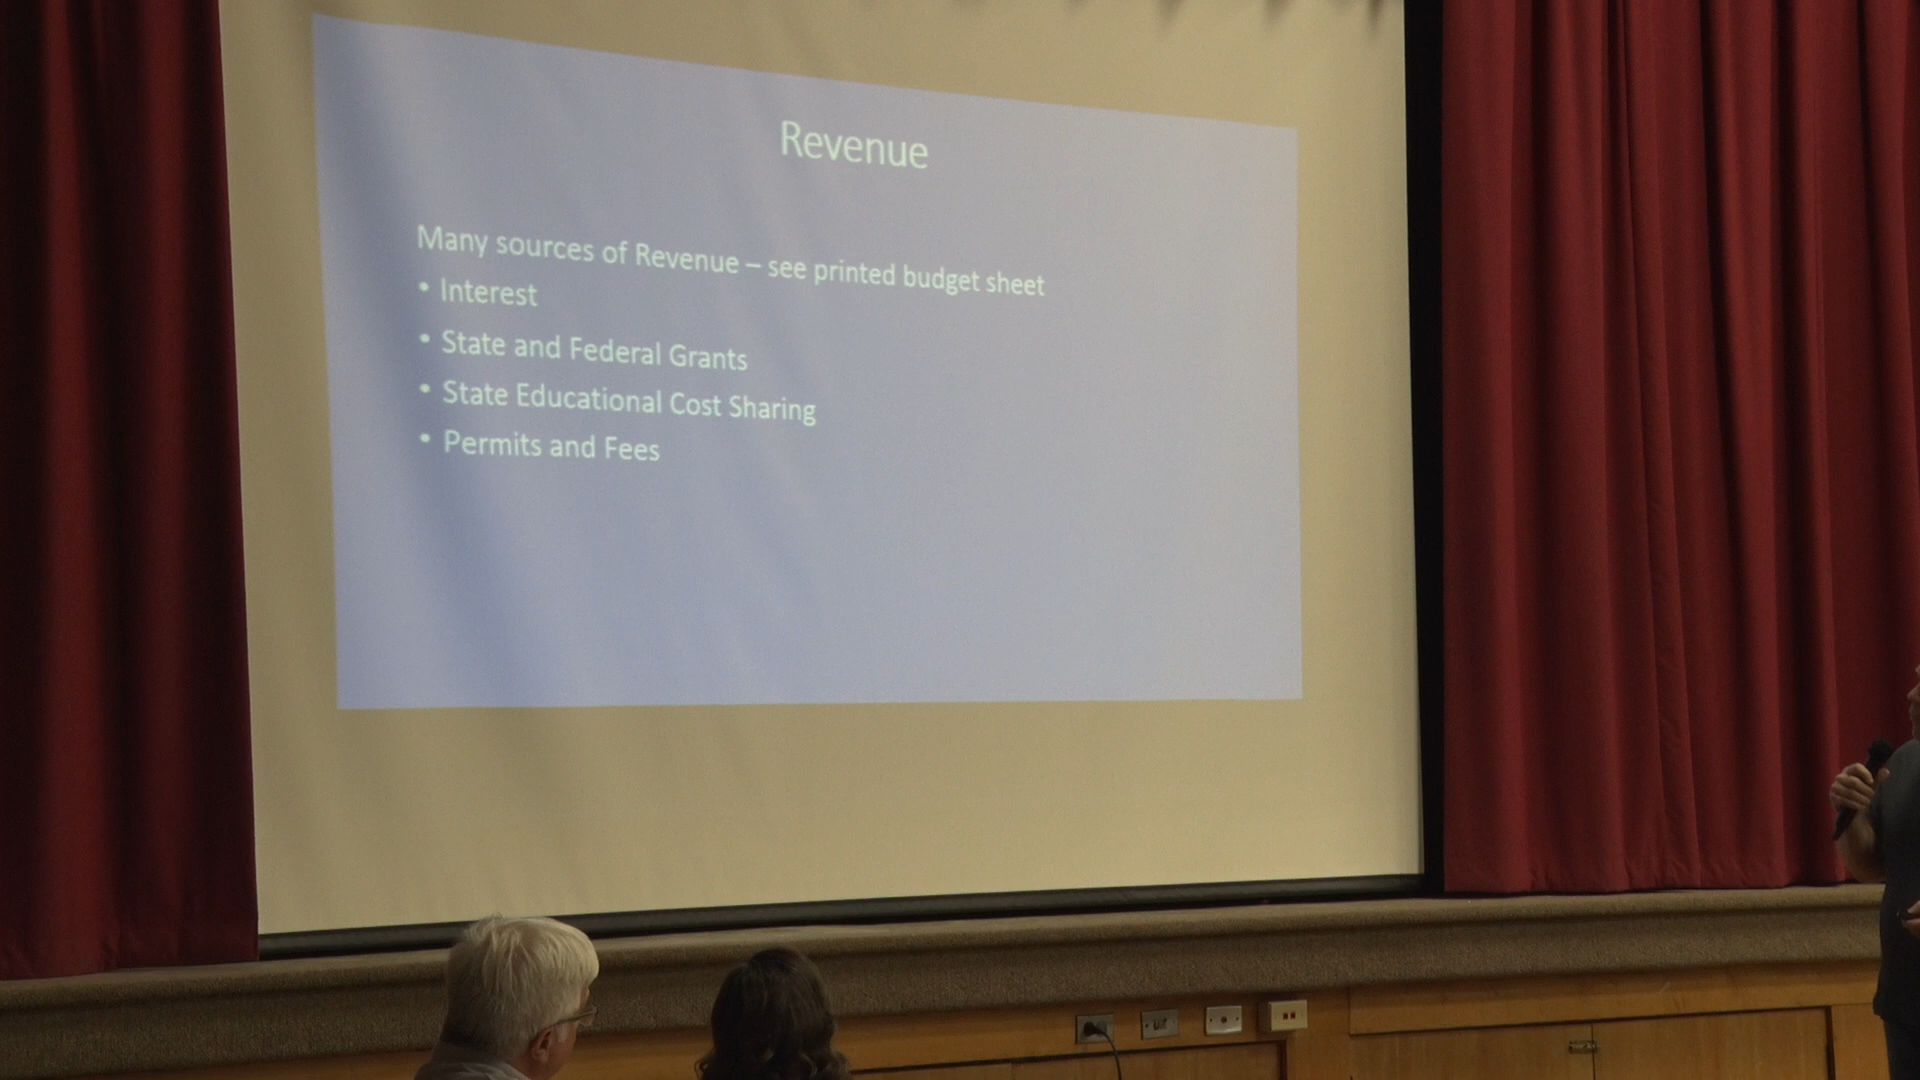 Revenue
Many sources of Revenue – see printed budget sheet
• Interest
• State and Federal Grants
• State Educational Cost Sharing
• Permits and Fees